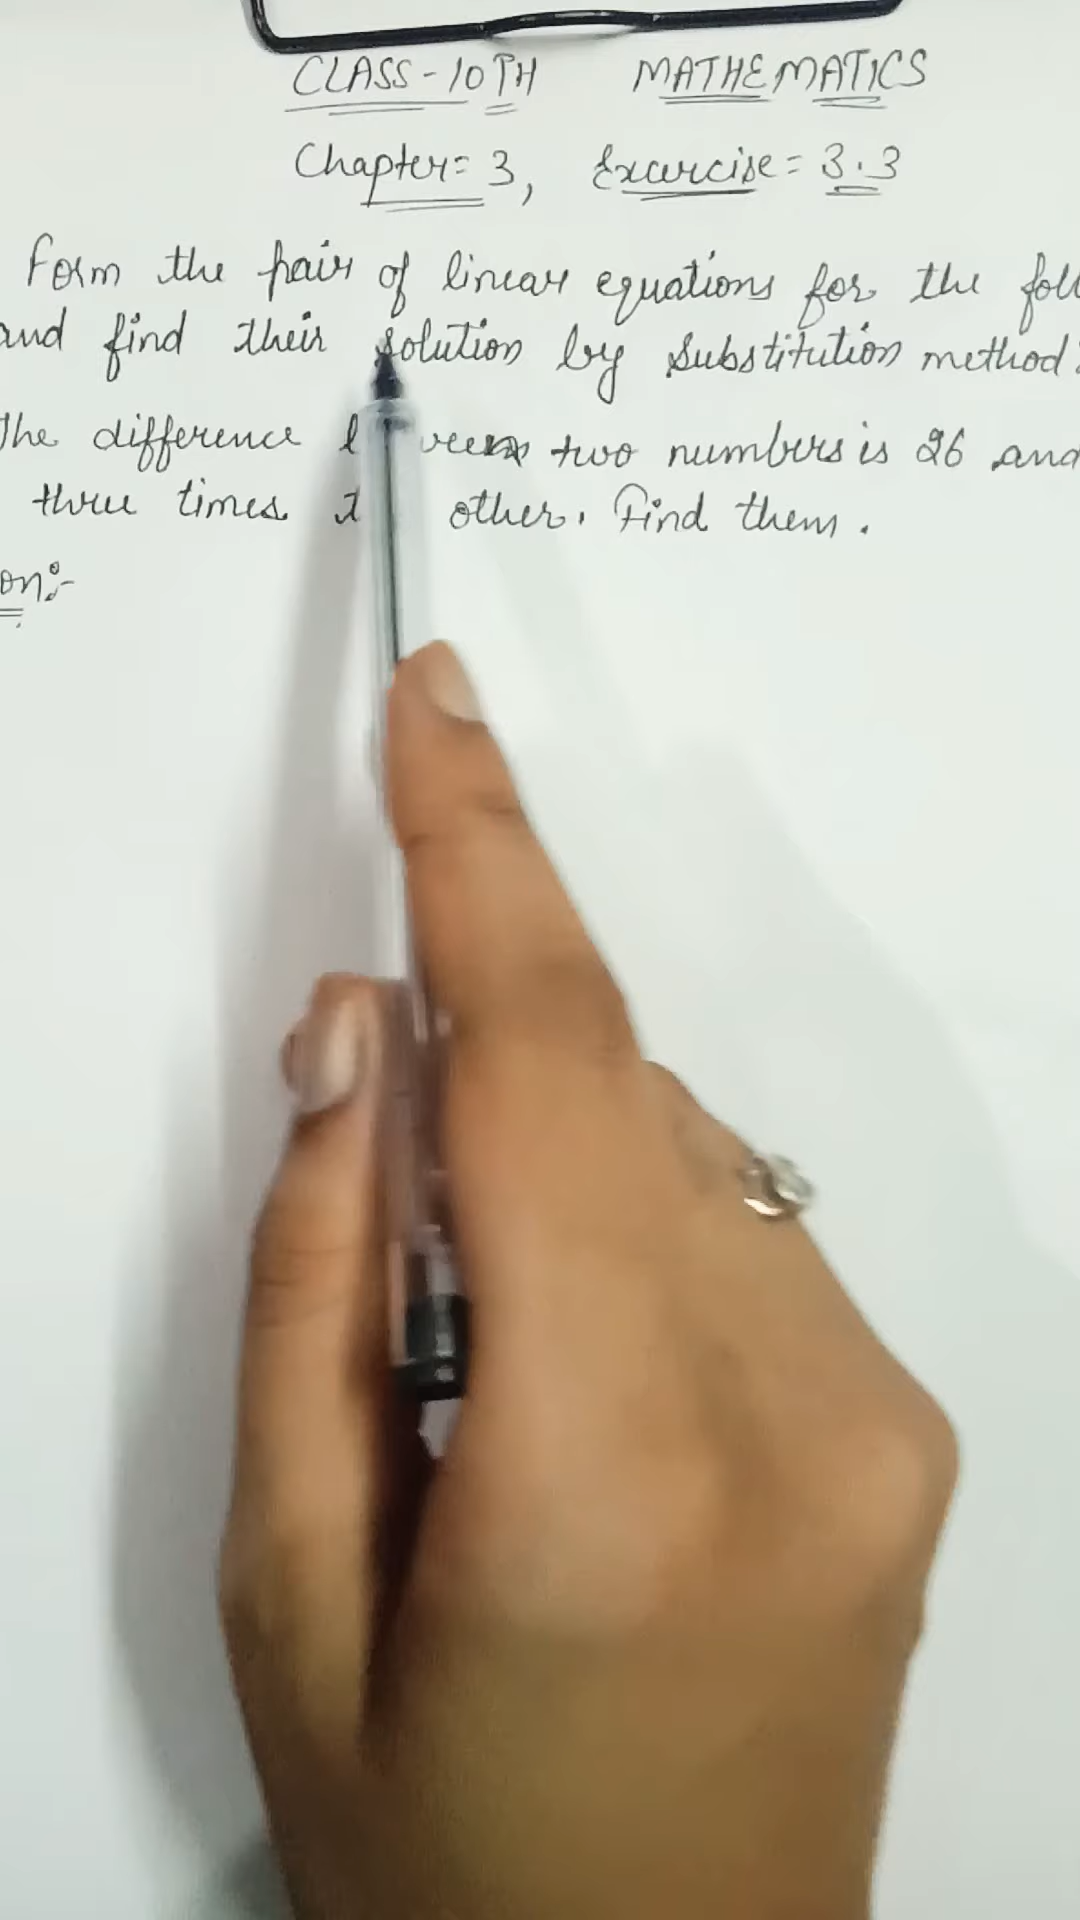 CLASS-10TH MATHEMATICS
Chapter= 3, Excercise= 3.3
Form the pair of linear equations for the
and find their solution by substitution method:
The difference two numbers is 26 and
three times other. Find them.